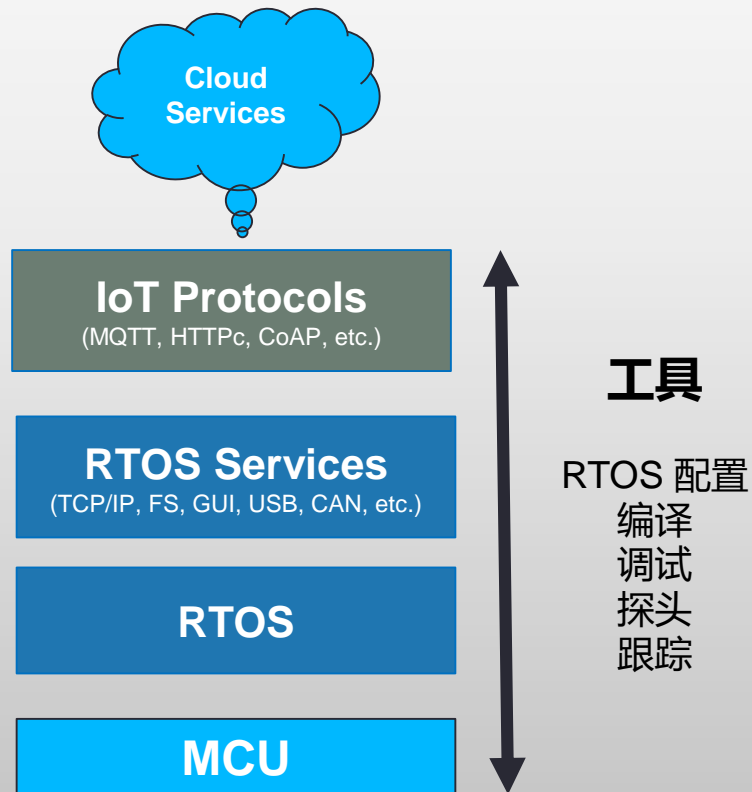 Cloud
Services
IoT Protocols
(MQTT, HTTPc, CoAP, etc.)
RTOS Services
(TCP/IP, FS, GUI, USB, CAN, etc.)
RTOS
MCU
工具
RTOS 配置
编译
调试
探头
跟踪